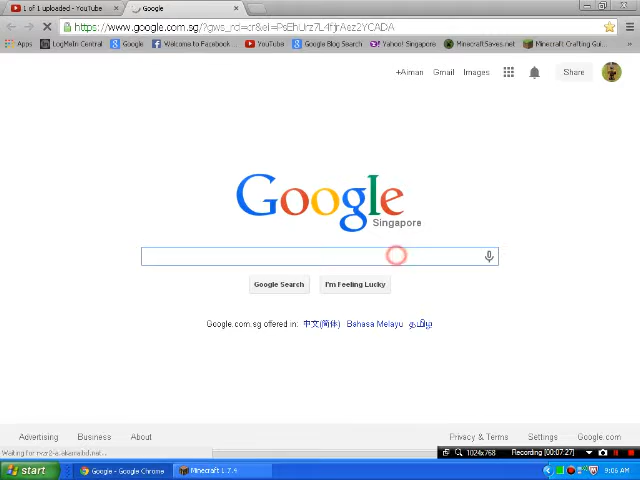 1 of 1 uploaded - YouTube
Google
https://www.google.com.sg/?gws_rd=cr&ei=
Apps
LogMeIn Central
Google
Welcome to Facebook...
YouTube
Google Blog Search
Yahoo! Singapore
MinecraftSaves.net
Minecraft Crafting Gui...
+Aiman
Gmail
Images
Share
Google
Singapore
Google Search
I'm Feeling Lucky
Google.com.sg offered in: 中文(简体) Bahasa Melayu தமிழ்
Advertising
Business
About
Privacy & Terms
Settings
Google.com
1024x768
Recording [00:07:27]
start
Google - Google Chrome
Minecraft 1.7.4
9:06 AM